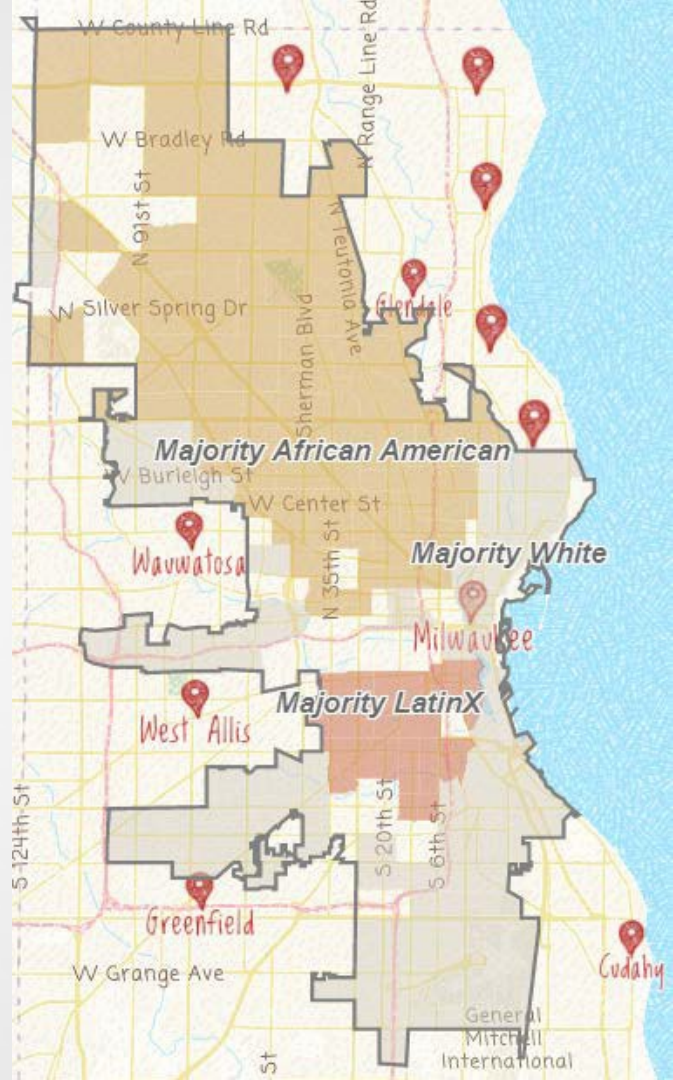 W County Line Rd
N Range Line Rd
W Bradley Rd
N 91st St
N Teutonia Ave
Glendale
W Silver Spring Dr
Sherman Blvd
Majority African American
W Burleigh St
W Center St
Wauwatosa
N 35th St
Majority White
Milwaukee
Majority LatinX
West Allis
S 124th St
S 20th St
S 6th St
Greenfield
Cudahy
W Grange Ave
General
Mitchell
International
St